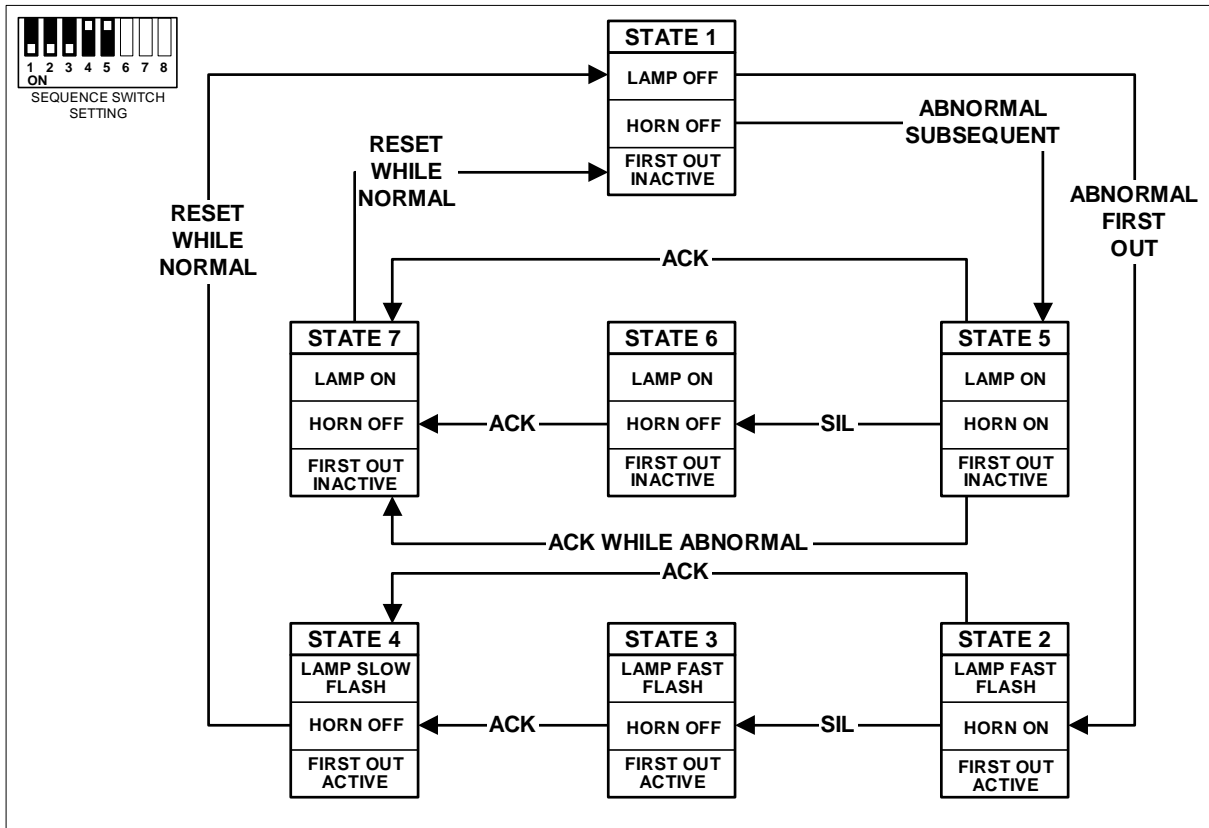 1 2 3 4 5 6 7 8
ON
SEQUENCE SWITCH
SETTING
STATE 1
LAMP OFF
HORN OFF
FIRST OUT
INACTIVE
ABNORMAL
SUBSEQUENT
RESET
WHILE
NORMAL
RESET
WHILE
NORMAL
ABNORMAL
FIRST
OUT
ACK
STATE 7
LAMP ON
HORN OFF
FIRST OUT
INACTIVE
ACK
STATE 6
LAMP ON
HORN OFF
FIRST OUT
INACTIVE
SIL
STATE 5
LAMP ON
HORN ON
FIRST OUT
INACTIVE
ACK WHILE ABNORMAL
ACK
STATE 4
LAMP SLOW
FLASH
HORN OFF
FIRST OUT
ACTIVE
ACK
STATE 3
LAMP FAST
FLASH
HORN OFF
FIRST OUT
ACTIVE
SIL
STATE 2
LAMP FAST
FLASH
HORN ON
FIRST OUT
ACTIVE